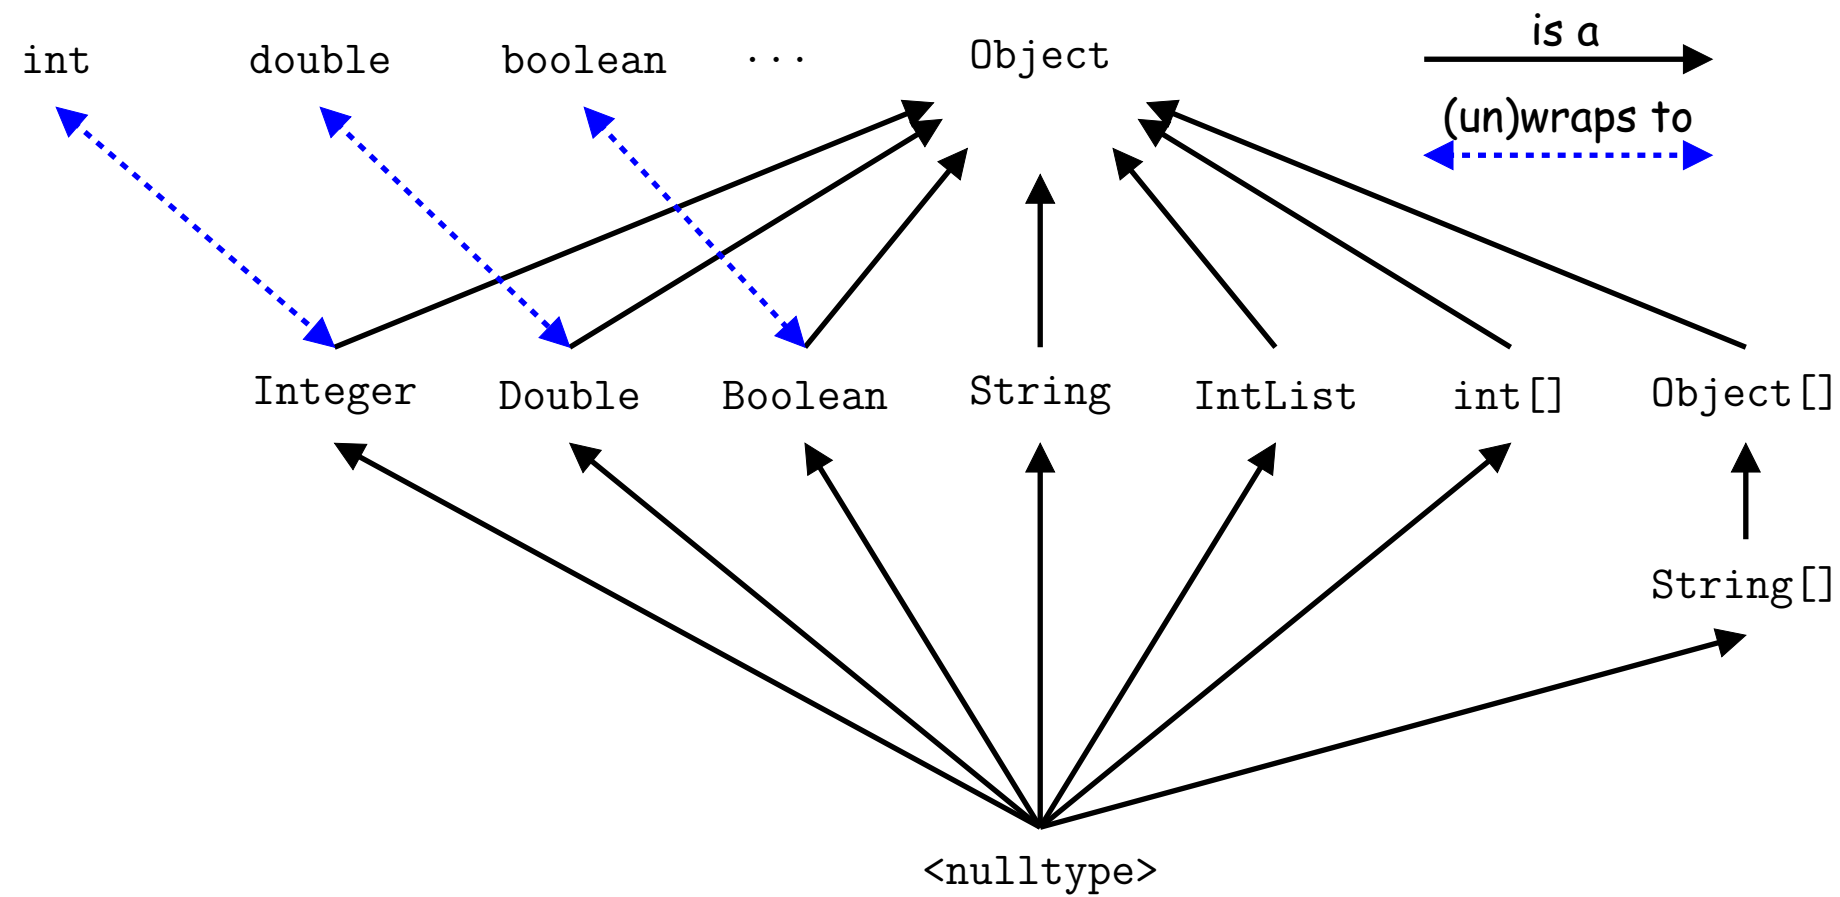 int double boolean ··· Object
is a
(un)wraps to
Integer Double Boolean String IntList int[] Object[]
String[]
<nulltype>